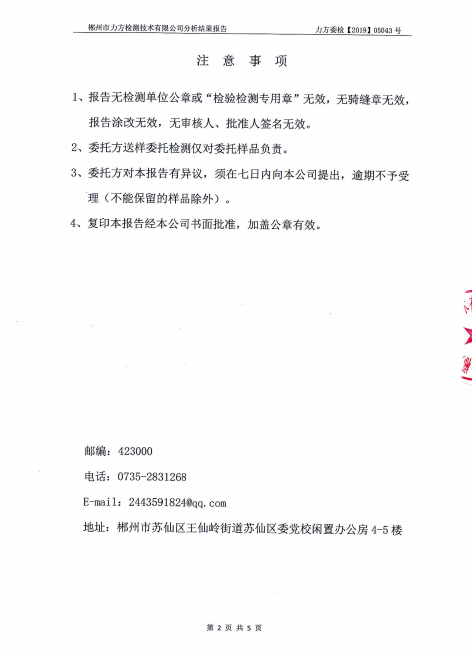 郴州市力方检测技术有限公司分析结果报告 力方委检【2019】05043 号
注 意 事 项
1、报告无检测单位公章或“检验检测专用章”无效，无骑缝章无效，
报告涂改无效，无审核人、批准人签名无效。
2、委托方送样委托检测仅对委托样品负责。
3、委托方对本报告有异议，须在七日内向本公司提出，逾期不予受
理（不能保留的样品除外）。
4、复印本报告经本公司书面批准，加盖公章有效。
邮编：423000
电话：0735-2831268
E-mail：2443591824@qq.com
地址：郴州市苏仙区王仙岭街道苏仙区委党校闲置办公房 4-5 楼
第 2 页 共 5 页